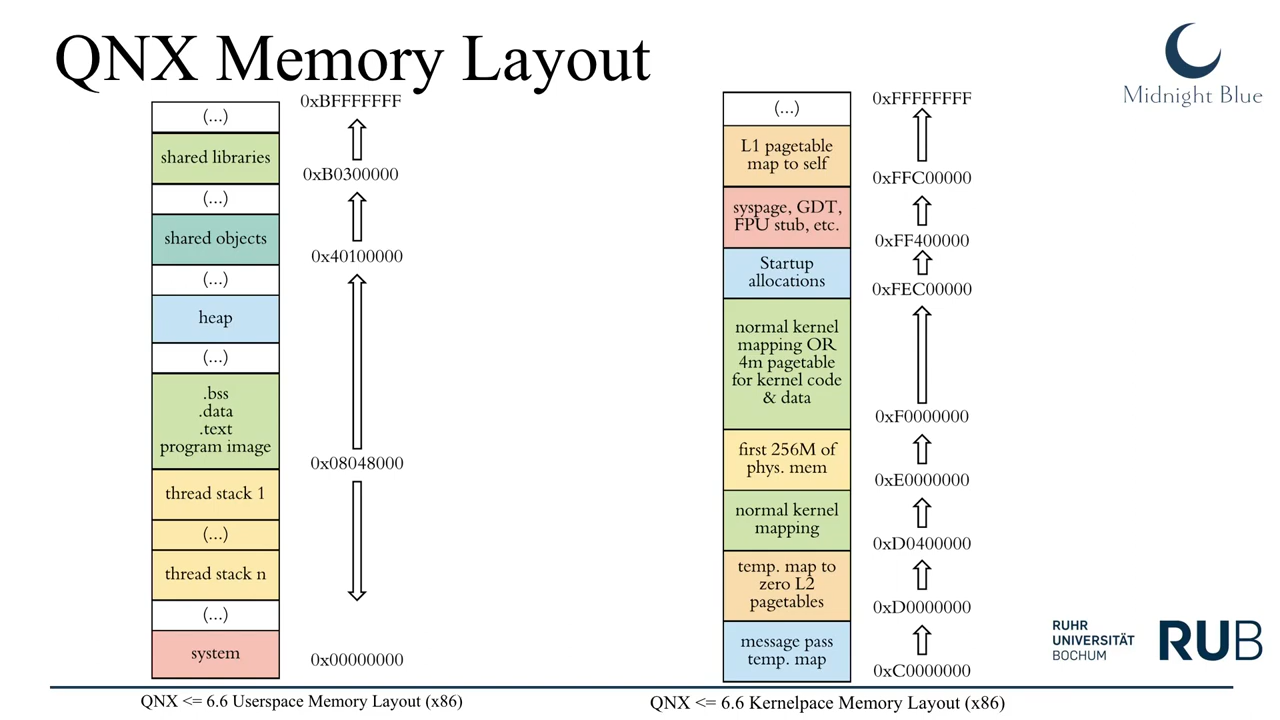 QNX Memory Layout
Midnight Blue
(...)
shared libraries
(...)
shared objects
(...)
heap
(...)
.bss
.data
.text
program image
thread stack 1
(...)
thread stack n
(...)
system
0xBFFFFFFF
0xB0300000
0x40100000
0x08048000
0x00000000
QNX <= 6.6 Userspace Memory Layout (x86)
(...)
L1 pagetable
map to self
syspage, GDT,
FPU stub, etc.
Startup
allocations
normal kernel
mapping OR
4m pagetable
for kernel code
& data
first 256M of
phys. mem
normal kernel
mapping
temp. map to
zero L2
pagetables
message pass
temp. map
0xFFFFFFFF
0xFFC00000
0xFF400000
0xFEC00000
0xF0000000
0xE0000000
0xD0400000
0xD0000000
0xC0000000
QNX <= 6.6 Kernelpace Memory Layout (x86)
RUHR
UNIVERSITÄT
BOCHUM
RUB